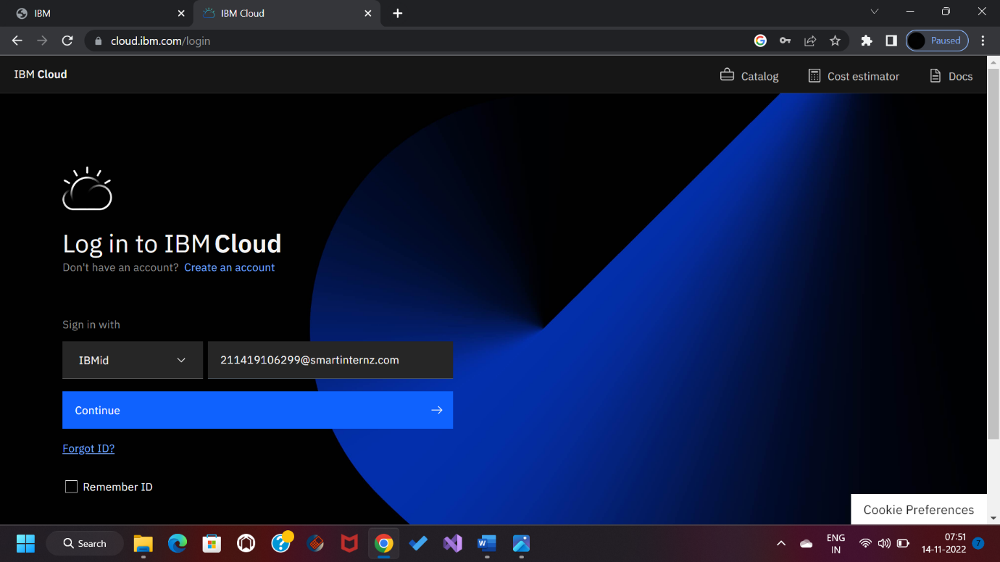 IBM
IBM Cloud
cloud.ibm.com/login
Paused
IBM Cloud
Catalog
Cost estimator
Docs
Log in to IBM Cloud
Don't have an account? Create an account
Sign in with
IBMid
211419106299@smartinternz.com
Continue
Forgot ID?
Remember ID
Cookie Preferences
Search
ENG
IN
07:51
14-11-2022
7